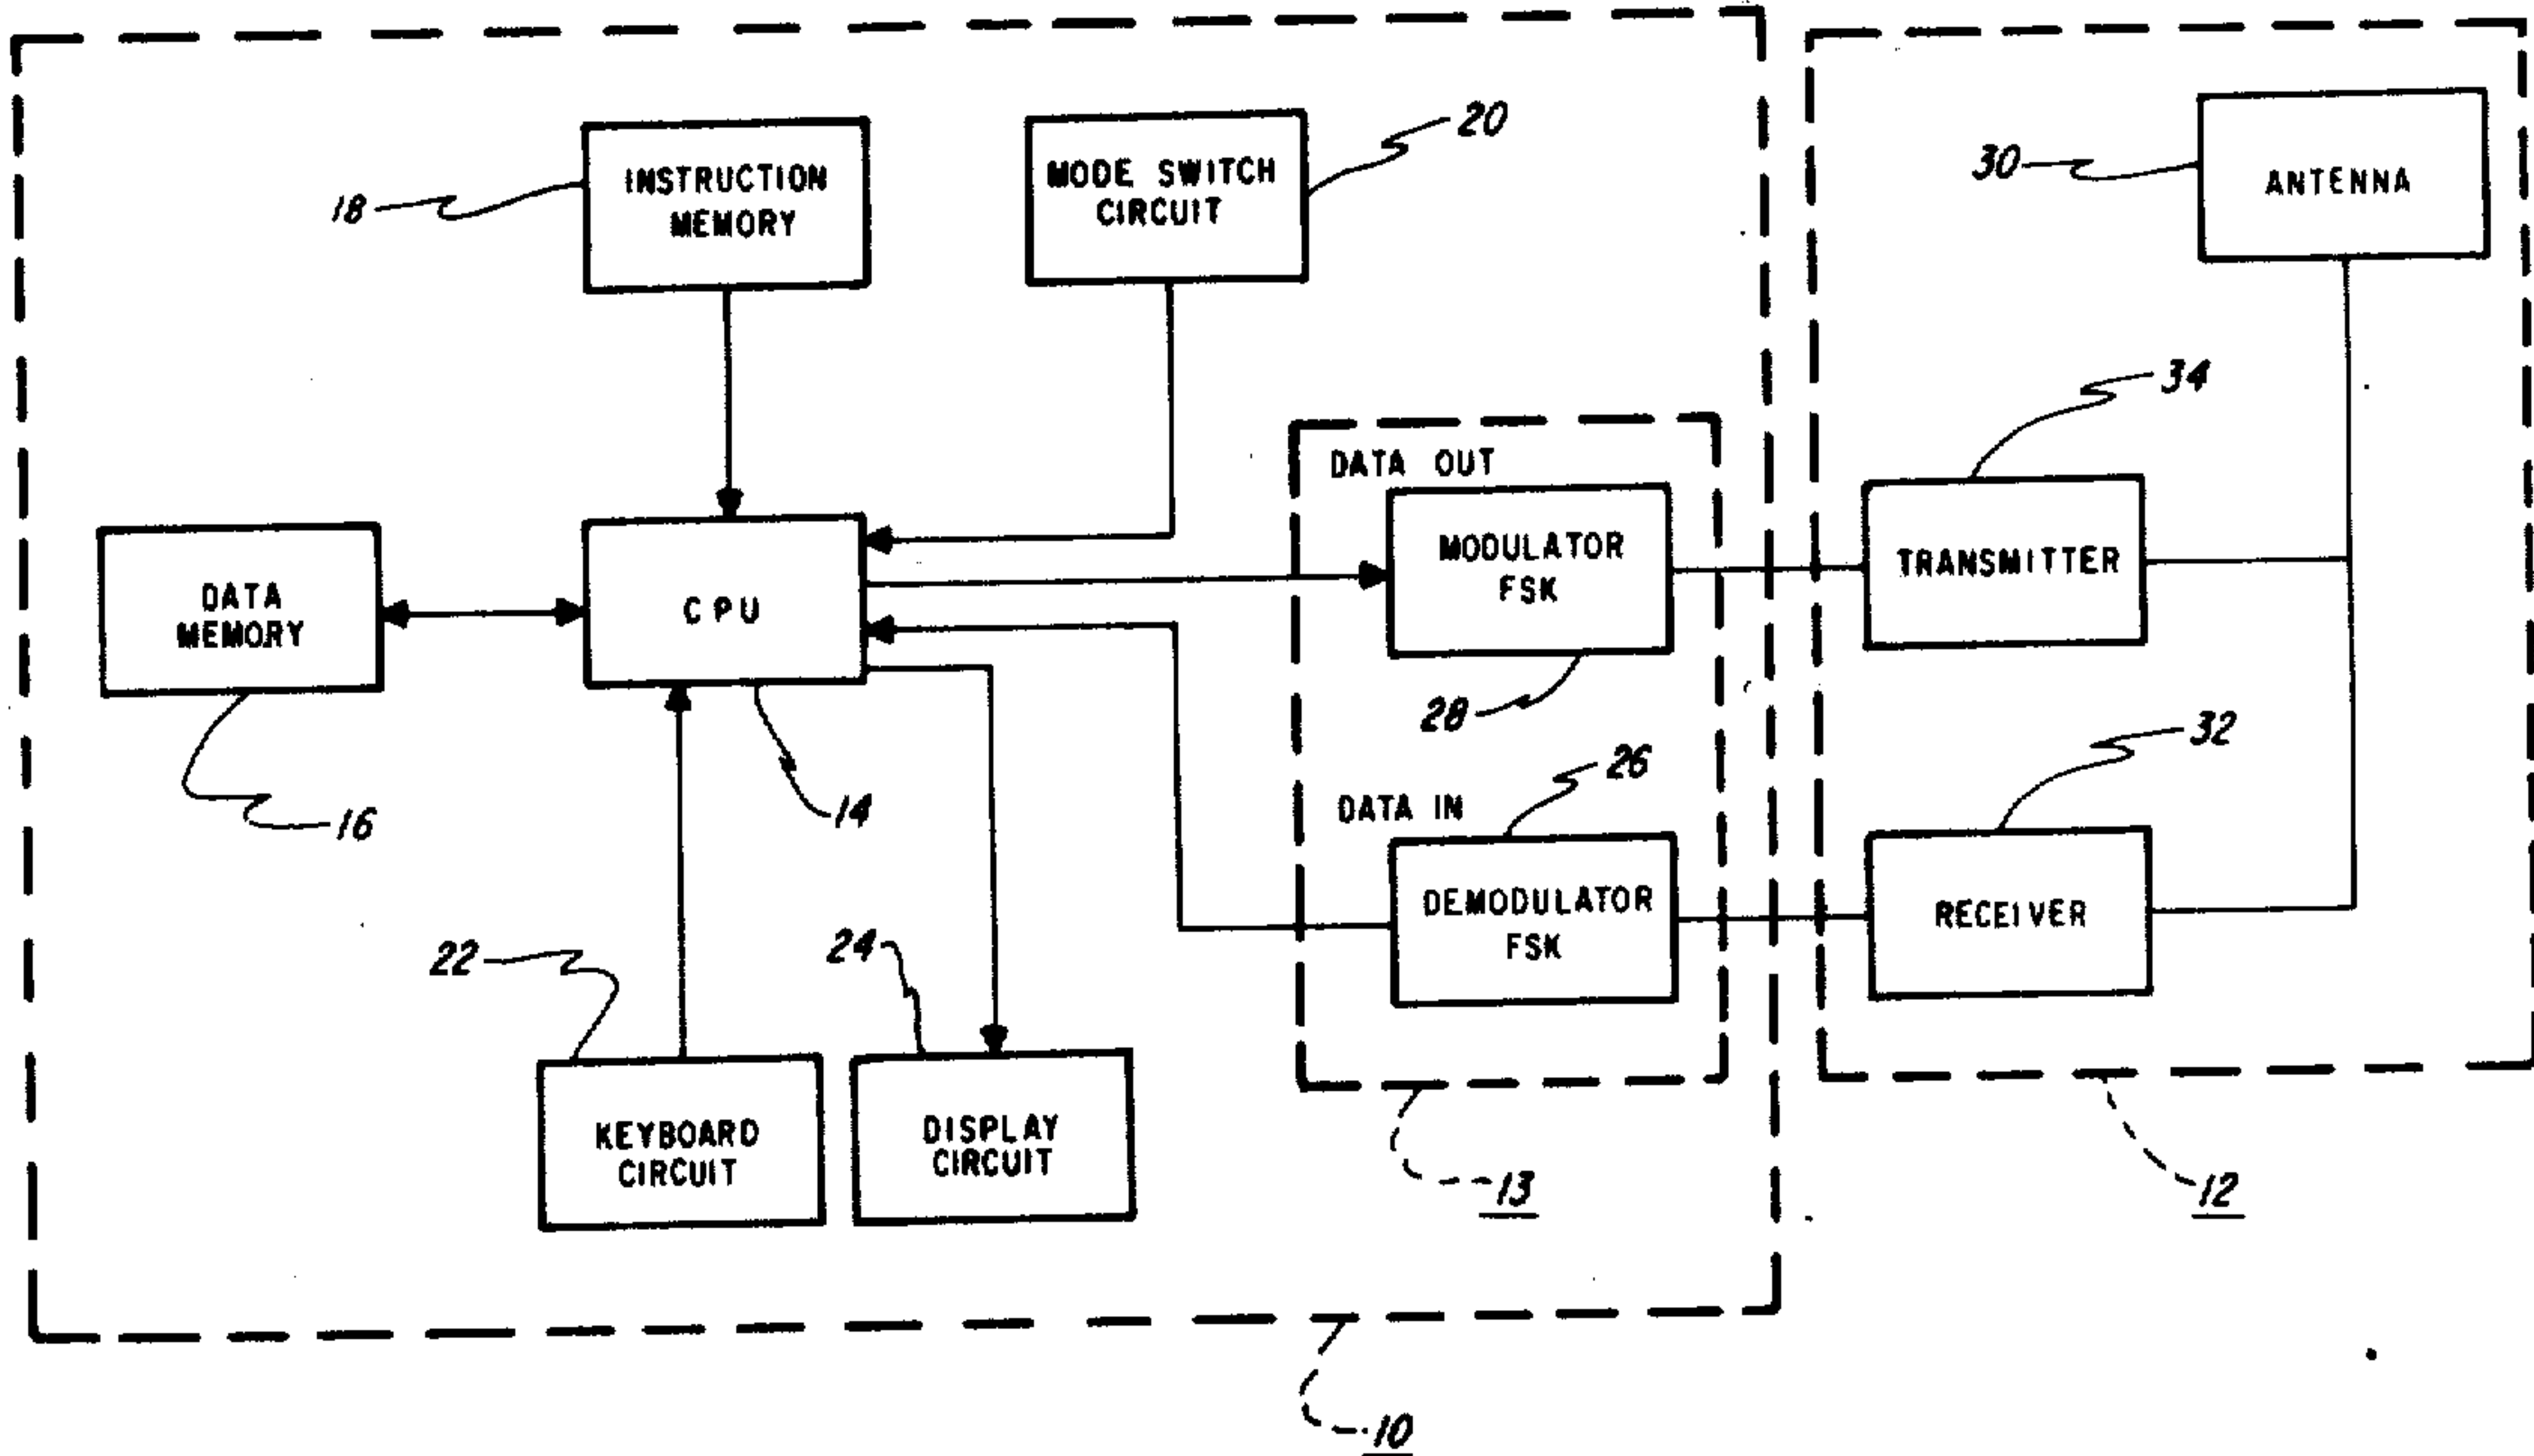 INSTRUCTION
MEMORY
18
MODE SWITCH
CIRCUIT
20
ANTENNA
30
34
DATA OUT
MODULATOR
FSK
28
TRANSMITTER
DATA
MEMORY
16
CPU
14
32
26
DATA IN
DEMODULATOR
FSK
RECEIVER
22
24
KEYBOARD
CIRCUIT
DISPLAY
CIRCUIT
13
12
10